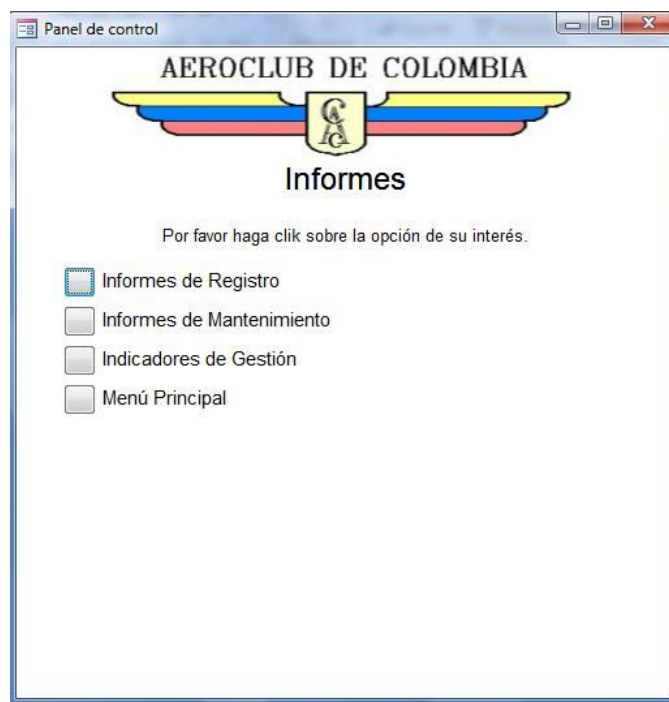 Panel de control
AEROCLUB DE COLOMBIA
CAAC
Informes
Por favor haga clik sobre la opción de su interés.
Informes de Registro
Informes de Mantenimiento
Indicadores de Gestión
Menú Principal